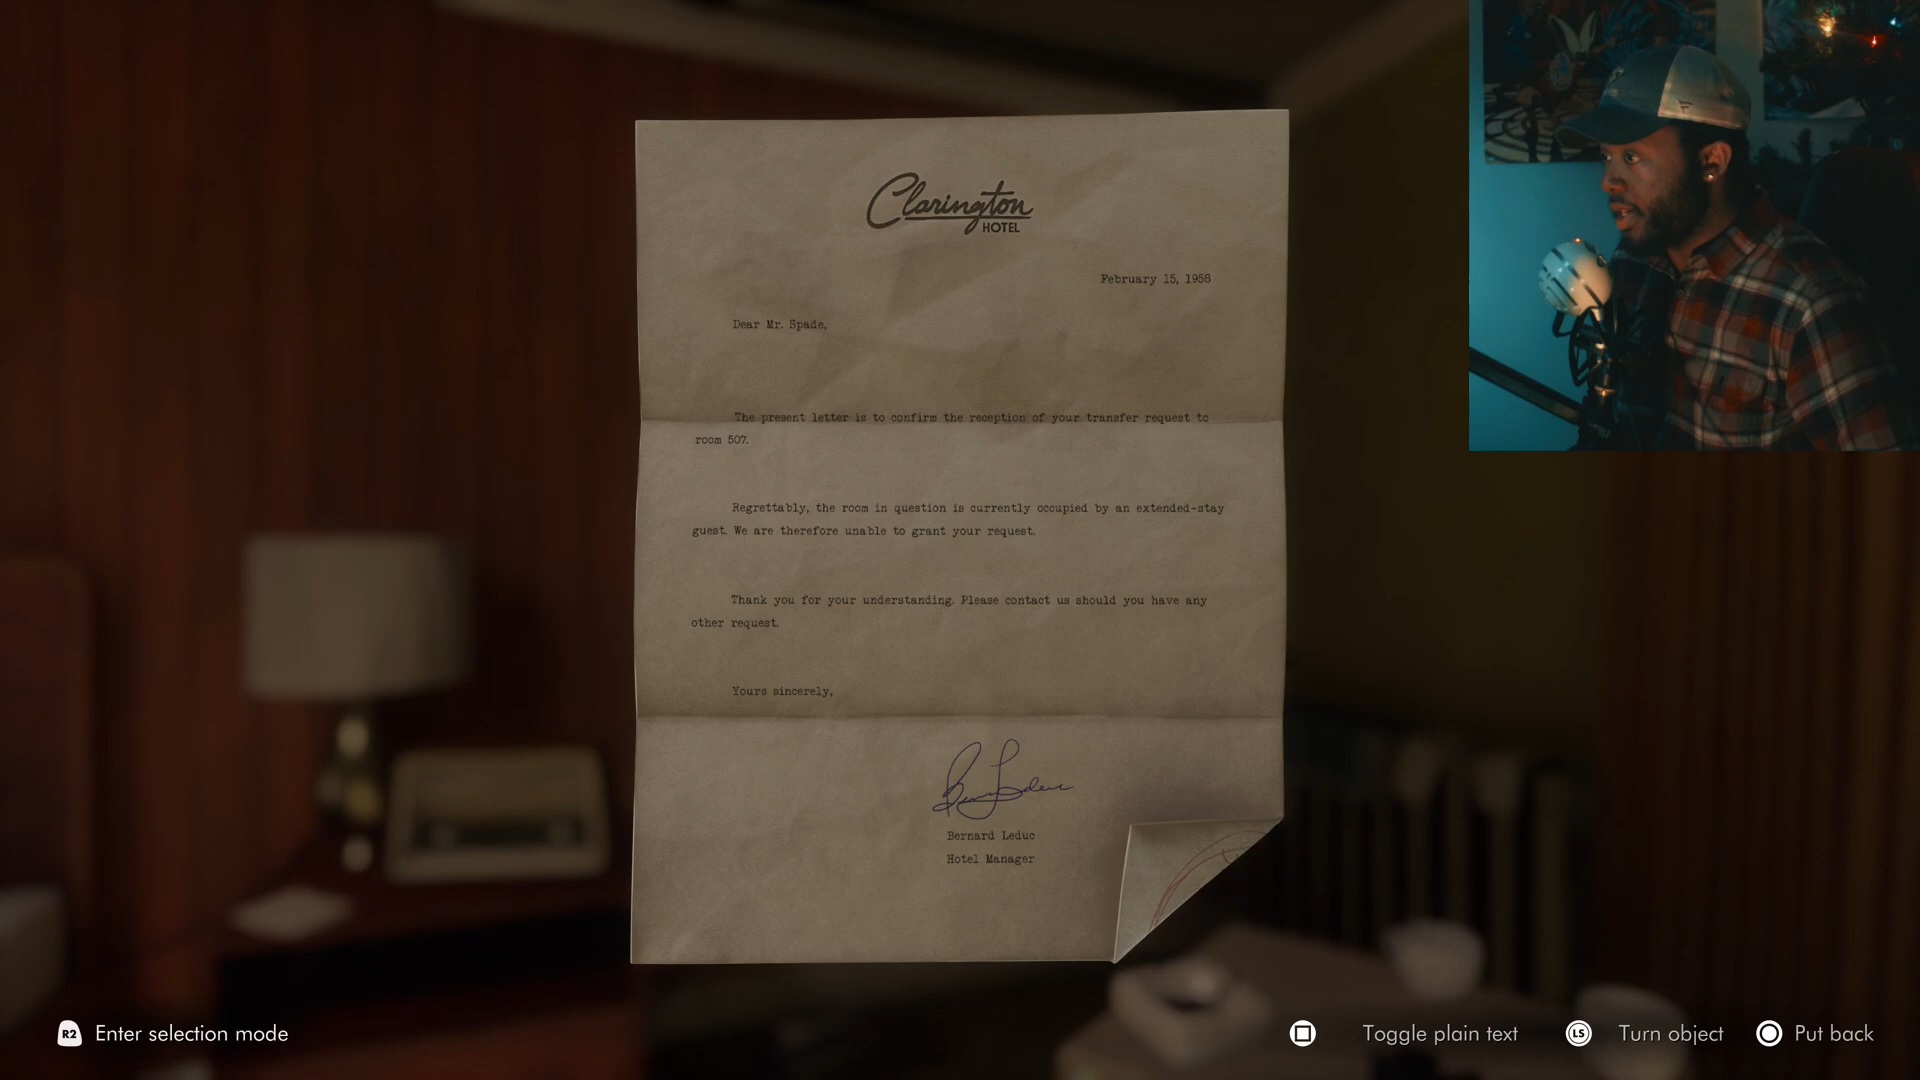 Clarington
HOTEL
February 15, 1958
Dear Mr. Spade,
The present letter is to confirm the reception of your transfer request to
room 507.
Regrettably, the room in question is currently occupied by an extended-stay
guest. We are therefore unable to grant your request.
Thank you for your understanding. Please contact us should you have any
other request.
Yours sincerely,
Bernard Leduc
Hotel Manager
R2 Enter selection mode
Toggle plain text
LS Turn object
Put back